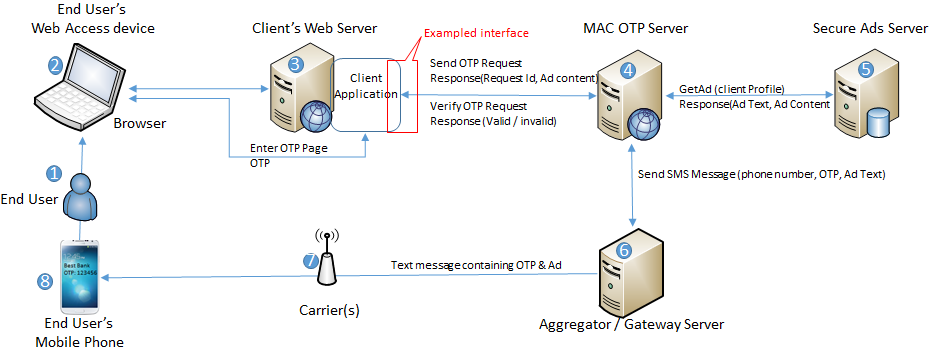 End User's
Web Access device
Client's Web Server
Exampled interface
MAC OTP Server
Secure Ads Server
2
3
Client
Application
Send OTP Request
Response(Request Id, Ad content)
4
GetAd (client Profile)
Response(Ad Text, Ad Content
5
Verify OTP Request
Response (Valid / invalid)
Browser
Enter OTP Page
OTP
1
End User
Send SMS Message (phone number, OTP, Ad Text)
8
Best Bank
OTP: 123456
7
Text message containing OTP & Ad
6
Carrier(s)
End User's
Mobile Phone
Aggregator / Gateway Server